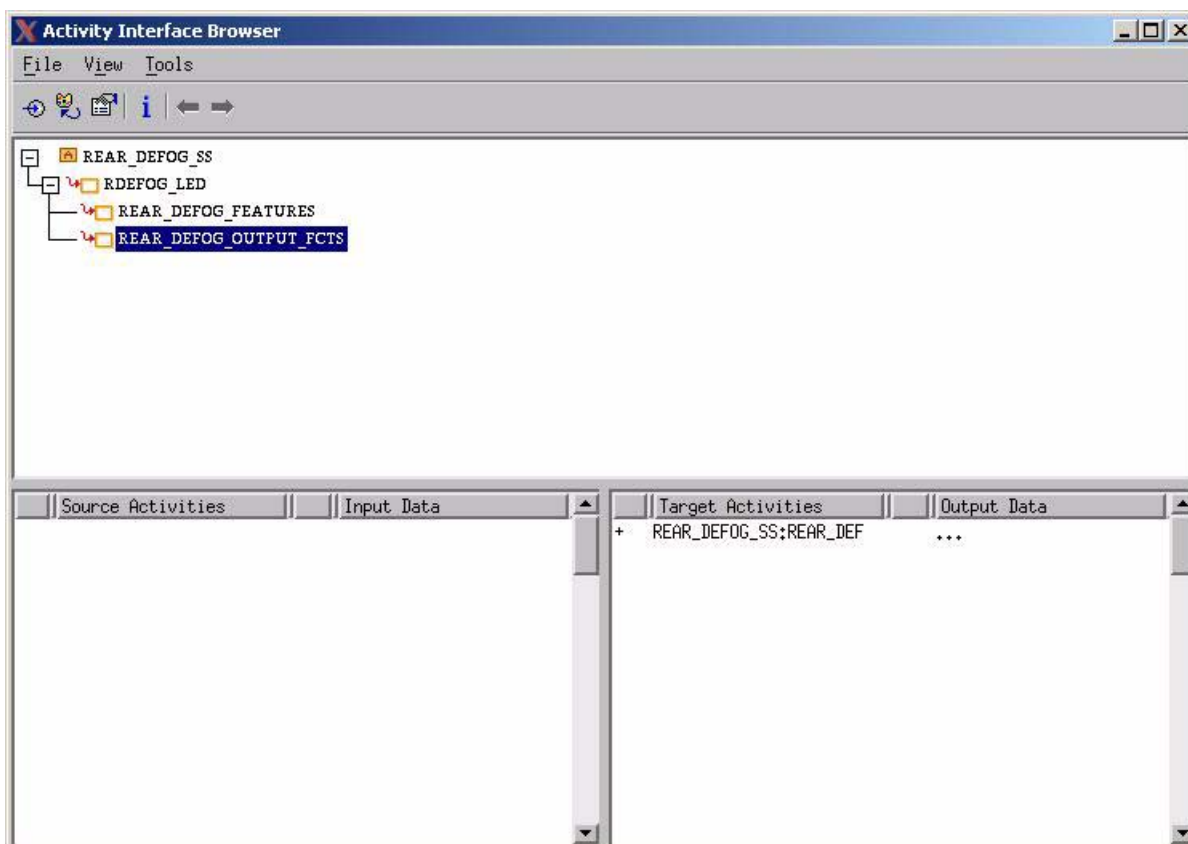 Activity Interface Browser
File View Tools
REAR_DEFOG_SS
RDEFOG_LED
REAR_DEFOG_FEATURES
REAR_DEFOG_OUTPUT_FCTS
Source Activities Input Data
Target Activities Output Data
+ REAR_DEFOG_SS:REAR_DEF ...